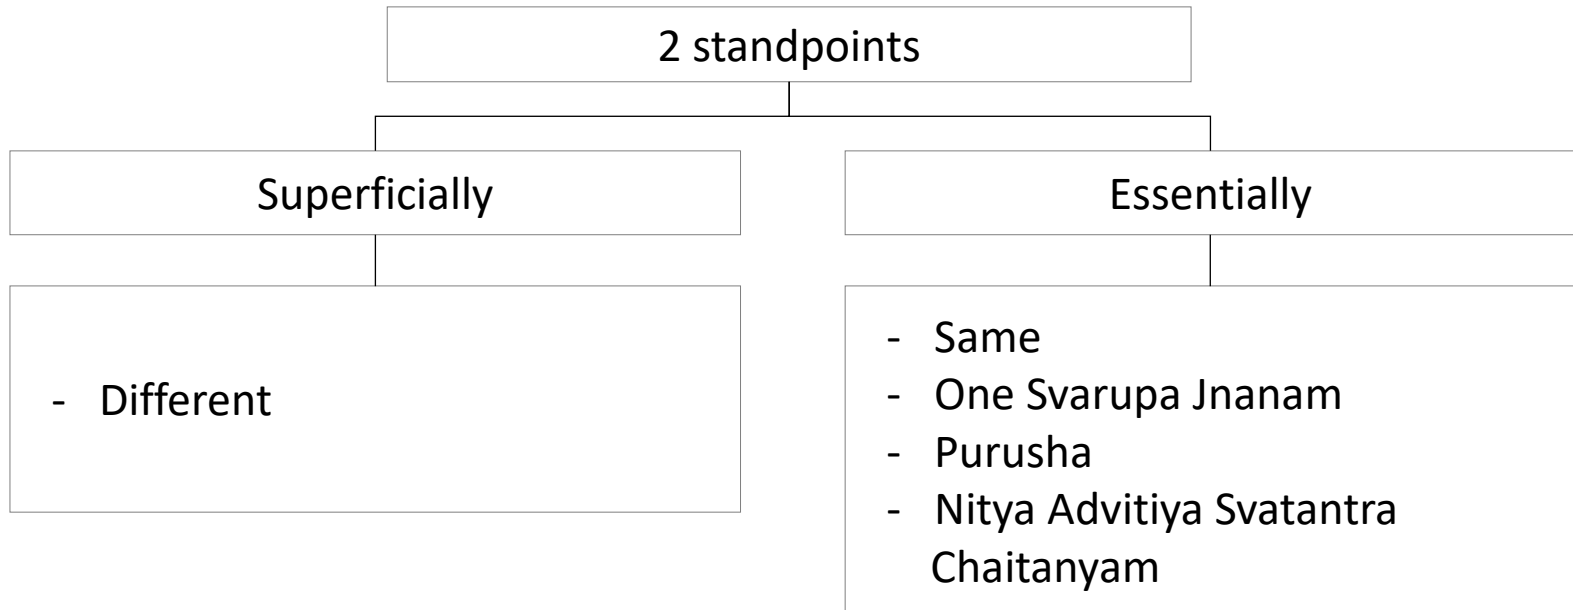 2 standpoints
Superficially
Essentially
- Different
- Same
- One Svarupa Jnanam
- Purusha
- Nitya Advitiya Svatantra
Chaitanyam